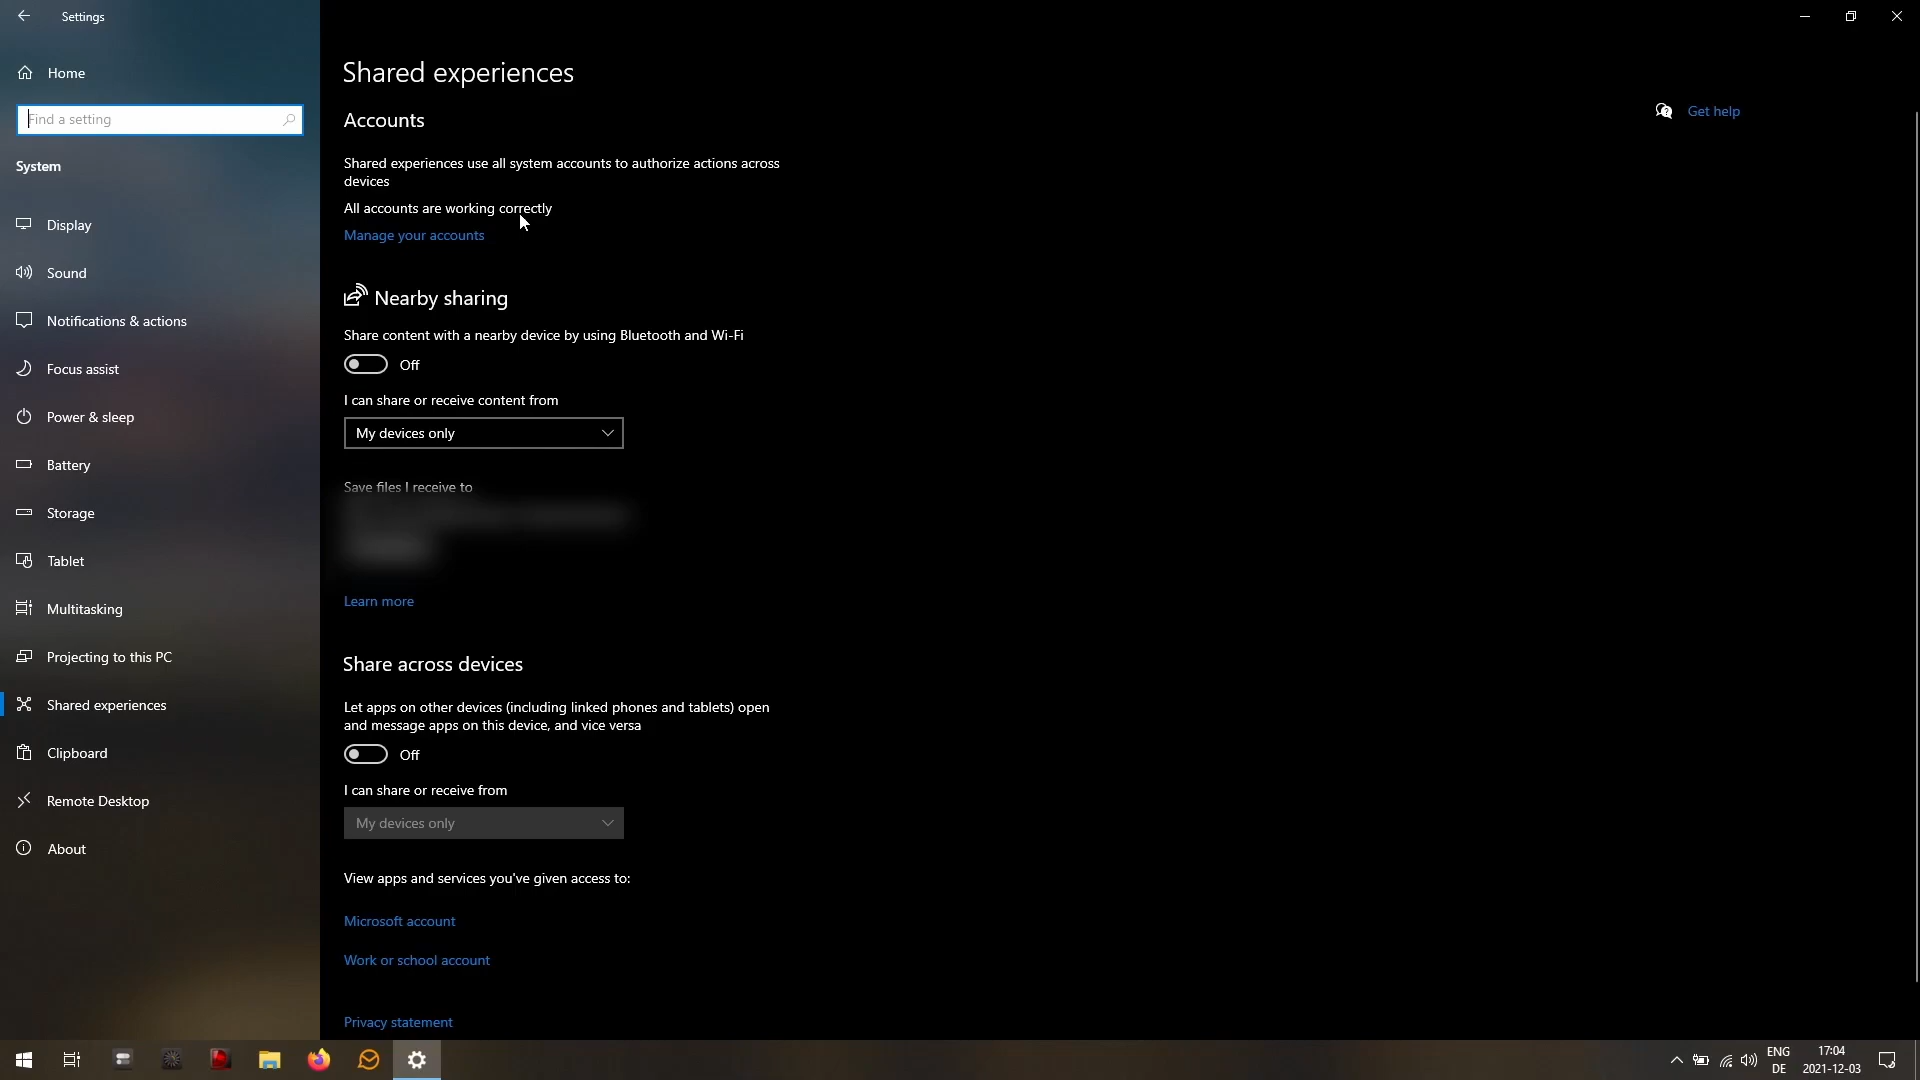 Settings
Home
Find a setting
System
Display
Sound
Notifications & actions
Focus assist
Power & sleep
Battery
Storage
Tablet
Multitasking
Projecting to this PC
Shared experiences
Clipboard
Remote Desktop
About
Shared experiences
Accounts
Shared experiences use all system accounts to authorize actions across
devices
All accounts are working correctly
Manage your accounts
Nearby sharing
Share content with a nearby device by using Bluetooth and Wi-Fi
Off
I can share or receive content from
My devices only
Save files I receive to
Learn more
Share across devices
Let apps on other devices (including linked phones and tablets) open
and message apps on this device, and vice versa
Off
I can share or receive from
My devices only
View apps and services you've given access to:
Microsoft account
Work or school account
Privacy statement
Get help
ENG
DE
17:04
2021-12-03